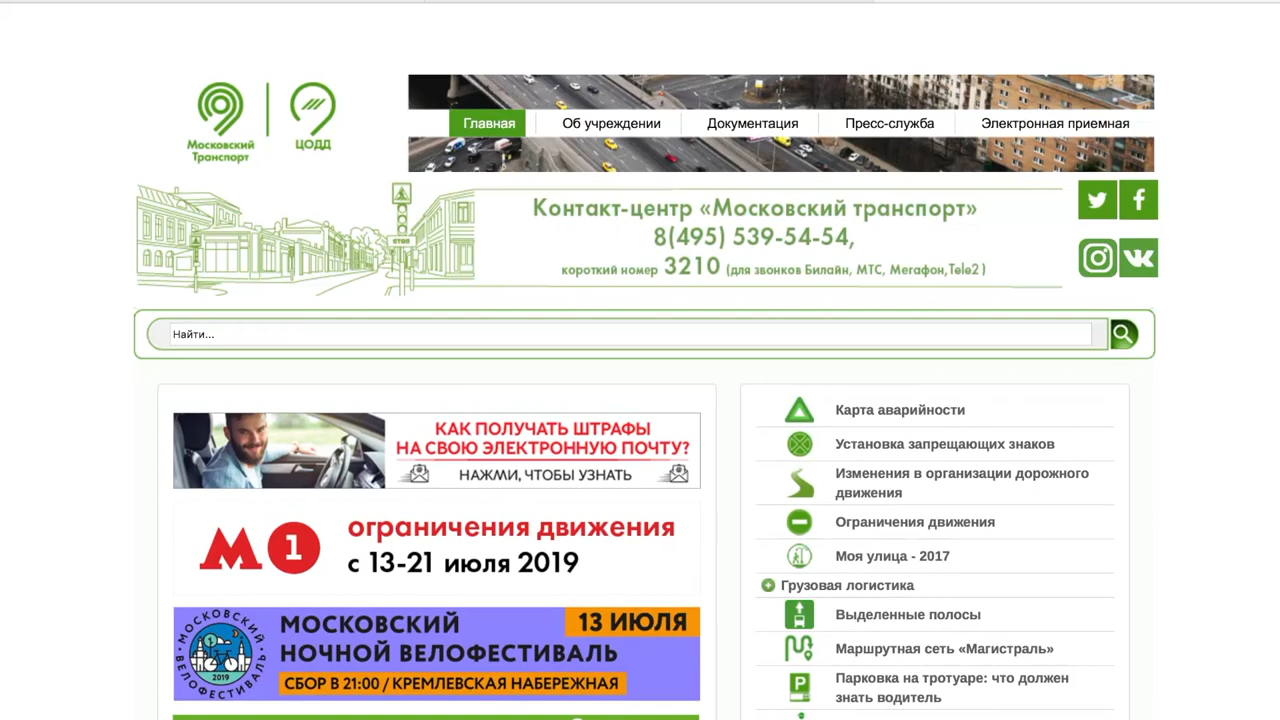 Московский
Транспорт
ЦОДД
Главная
Об учреждении
Документация
Пресс-служба
Электронная приемная
СТОП
Контакт-центр «Московский транспорт»
8(495) 539-54-54,
короткий номер 3210 (для звонков Билайн, МТС, Мегафон,Tele2 )
Найти...
КАК ПОЛУЧАТЬ ШТРАФЫ
НА СВОЮ ЭЛЕКТРОННУЮ ПОЧТУ?
НАЖМИ, ЧТОБЫ УЗНАТЬ
М 1
ограничения движения
с 13-21 июля 2019
МОСКОВСКИЙ
ВЕЛОФЕСТИВАЛЬ
2019
МОСКОВСКИЙ
13 ИЮЛЯ
НОЧНОЙ ВЕЛОФЕСТИВАЛЬ
СБОР В 21:00 / КРЕМЛЕВСКАЯ НАБЕРЕЖНАЯ
Карта аварийности
Установка запрещающих знаков
Изменения в организации дорожного
движения
Ограничения движения
Моя улица - 2017
Грузовая логистика
Выделенные полосы
Маршрутная сеть «Магистраль»
P
Парковка на тротуаре: что должен
знать водитель